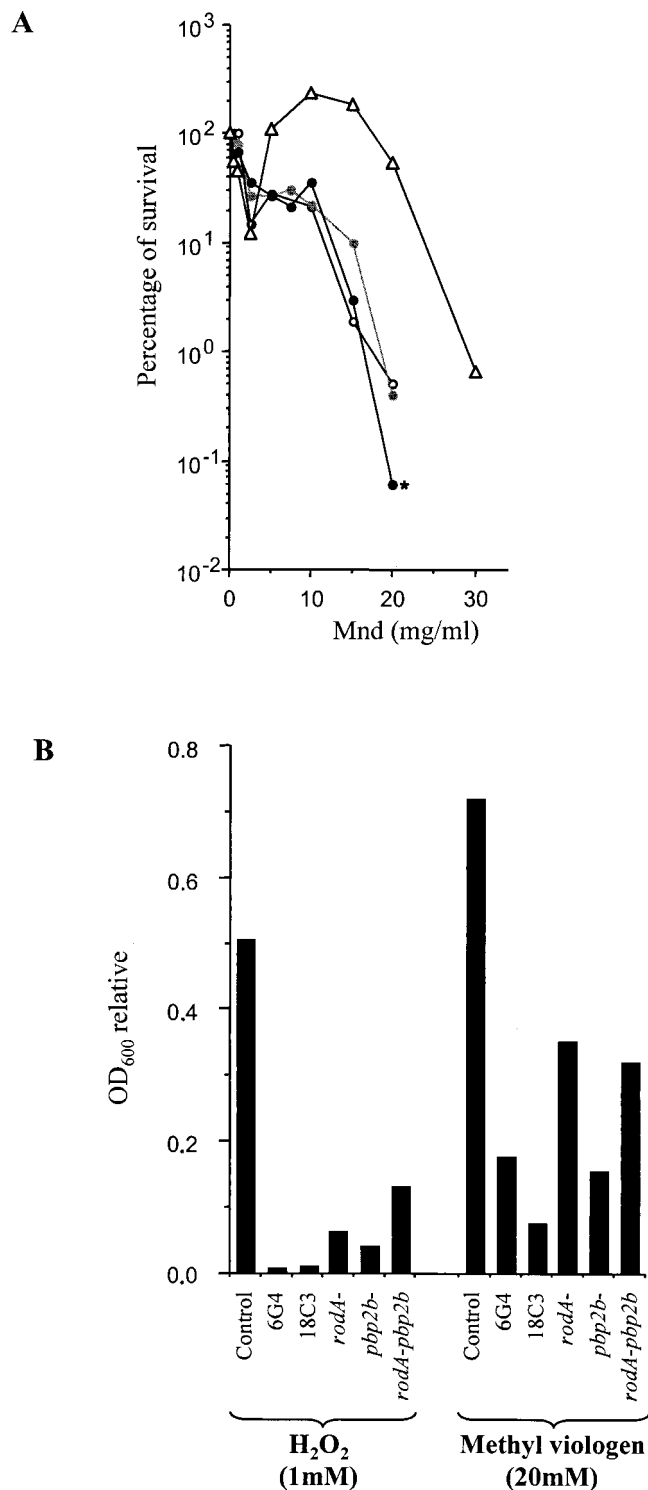 A
10³
10²
10¹
10⁰
10⁻¹
10⁻²
Percentage of survival
*
0 10 20 30
Mnd (mg/ml)
B
0.8
0.6
0.4
0.2
0.0
OD₆₀₀ relative
Control 6G4 18C3 rodA- pbp2b- rodA-pbp2b Control 6G4 18C3 rodA- pbp2b- rodA-pbp2b
H₂O₂ Methyl viologen
(1mM) (20mM)